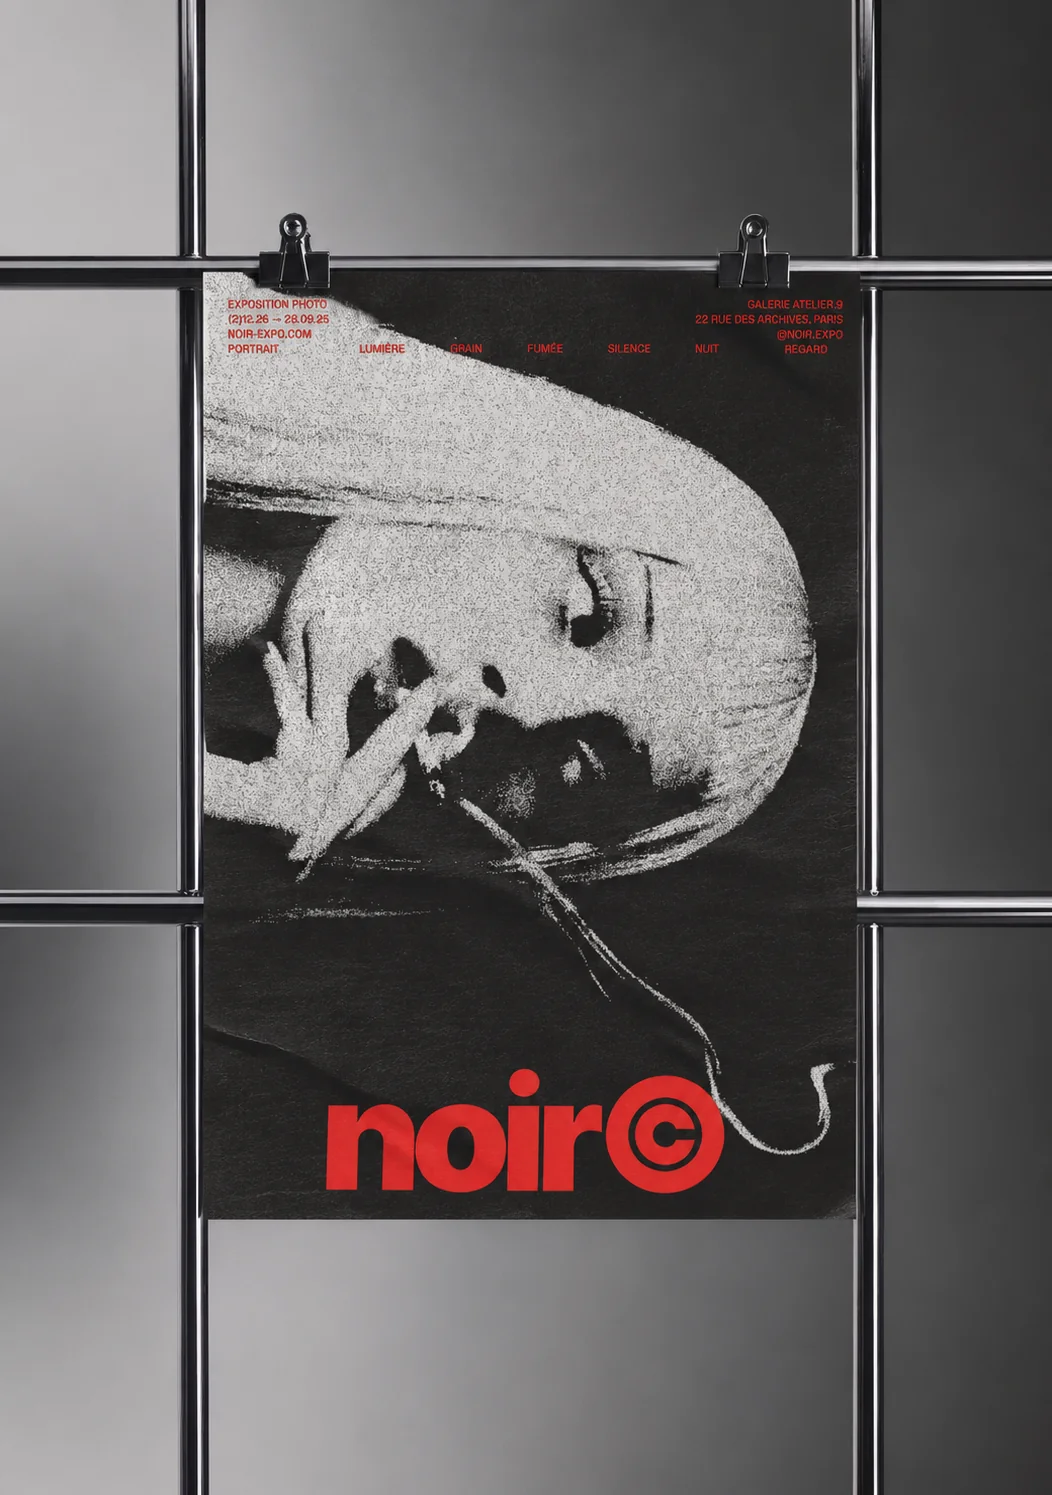 EXPOSITION PHOTO
(2)12.26 → 28.09.25
NOIR-EXPO.COM
PORTRAIT LUMIÈRE GRAIN FUMÉE SILENCE NUIT REGARD
GALERIE ATELIER.9
22 RUE DES ARCHIVES, PARIS
@NOIR.EXPO
noir©